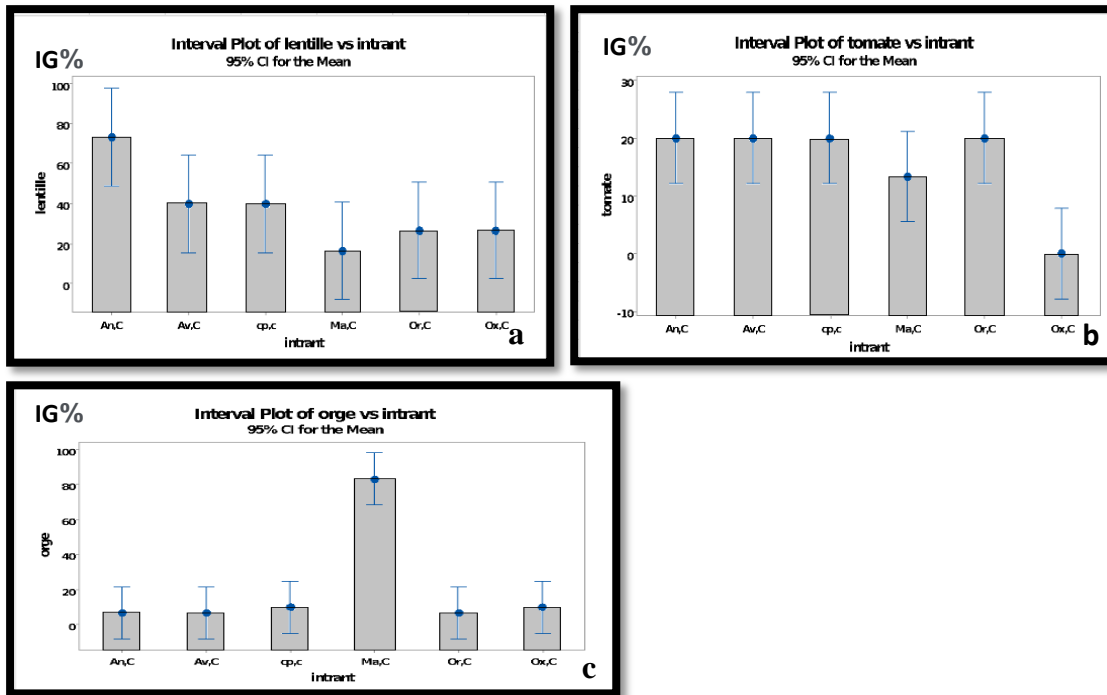 IG%
Interval Plot of lentille vs intrant
95% CI for the Mean
100
80
60
40
20
0
lentille
An,C Av,C cp,c Ma,C Or,C Ox,C
intrant
a
IG%
Interval Plot of tomate vs intrant
95% CI for the Mean
30
20
10
0
-10
tomate
An,C Av,C cp,c Ma,C Or,C Ox,C
intrant
b
IG%
Interval Plot of orge vs intrant
95% CI for the Mean
100
80
60
40
20
0
orge
An,C Av,C cp,c Ma,C Or,C Ox,C
intrant
c